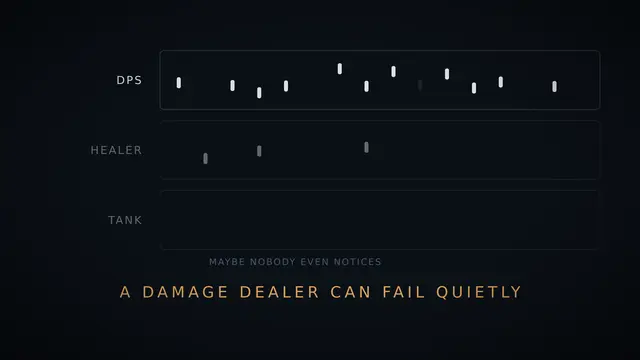 DPS
HEALER
TANK
MAYBE NOBODY EVEN NOTICES
A DAMAGE DEALER CAN FAIL QUIETLY